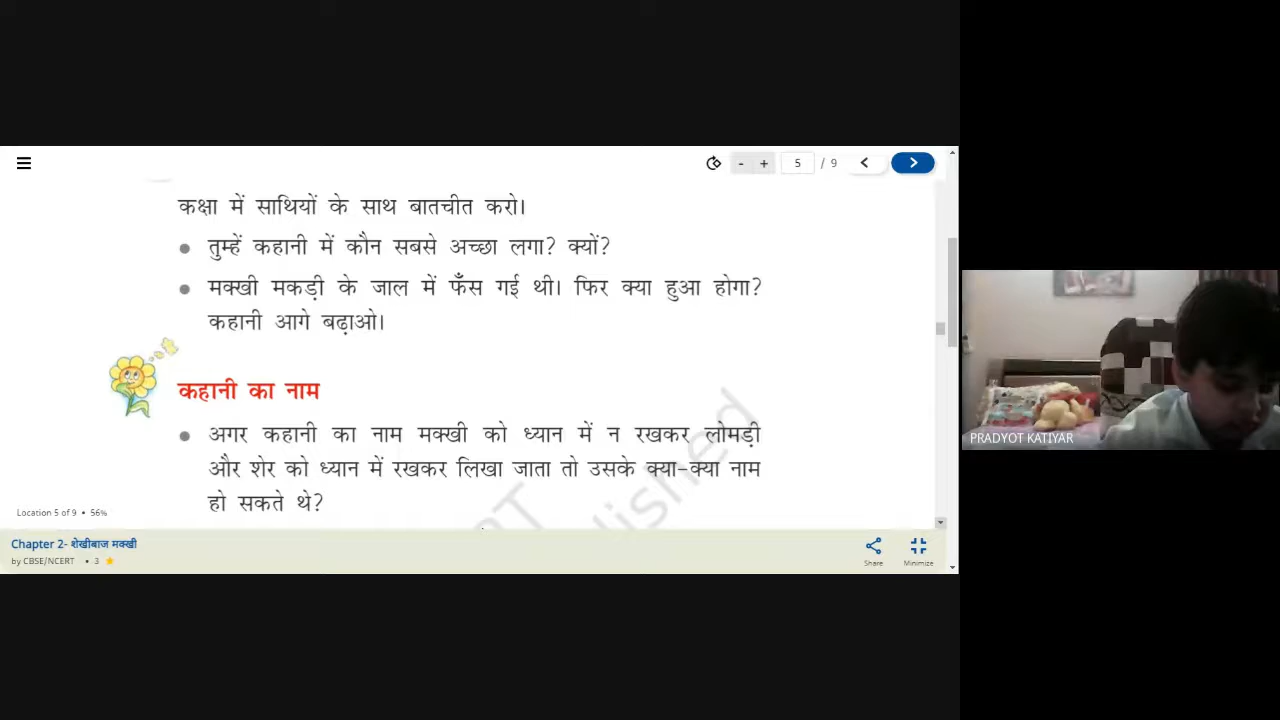 5 / 9
कक्षा में साथियों के साथ बातचीत करो।
तुम्हें कहानी में कौन सबसे अच्छा लगा? क्यों?
मक्खी मकड़ी के जाल में फँस गई थी। फिर क्या हुआ होगा?
कहानी आगे बढ़ाओ।
कहानी का नाम
अगर कहानी का नाम मक्खी को ध्यान में न रखकर लोमड़ी
और शेर को ध्यान में रखकर लिखा जाता तो उसके क्या-क्या नाम
हो सकते थे?
Location 5 of 9 • 56%
Chapter 2- शेखीबाज मक्खी
by CBSE/NCERT • 3
Share
Minimize
PRADYOT KATIYAR